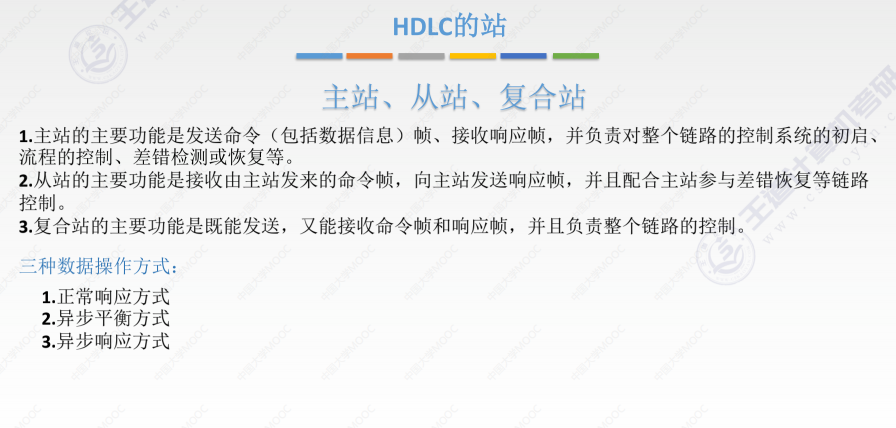 HDLC的站
主站、从站、复合站
1.主站的主要功能是发送命令（包括数据信息）帧、接收响应帧，并负责对整个链路的控制系统的初启、
流程的控制、差错检测或恢复等。
2.从站的主要功能是接收由主站发来的命令帧，向主站发送响应帧，并且配合主站参与差错恢复等链路
控制。
3.复合站的主要功能是既能发送，又能接收命令帧和响应帧，并且负责整个链路的控制。
三种数据操作方式：
1.正常响应方式
2.异步平衡方式
3.异步响应方式